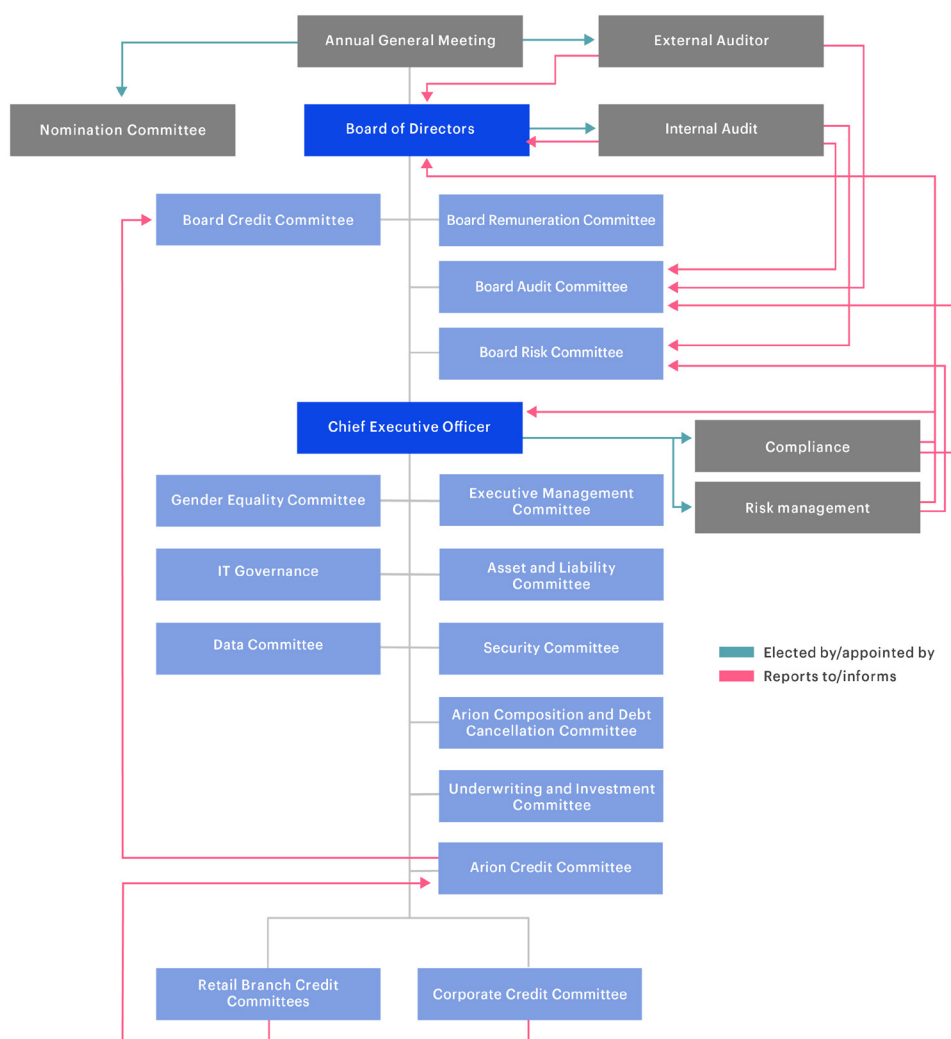 Annual General Meeting
External Auditor
Nomination Committee
Board of Directors
Internal Audit
Board Credit Committee
Board Remuneration Committee
Board Audit Committee
Board Risk Committee
Chief Executive Officer
Compliance
Gender Equality Committee
Executive Management
Committee
Risk management
IT Governance
Asset and Liability
Committee
Data Committee
Security Committee
Elected by/appointed by
Reports to/informs
Arion Composition and Debt
Cancellation Committee
Underwriting and Investment
Committee
Arion Credit Committee
Retail Branch Credit
Committees
Corporate Credit Committee